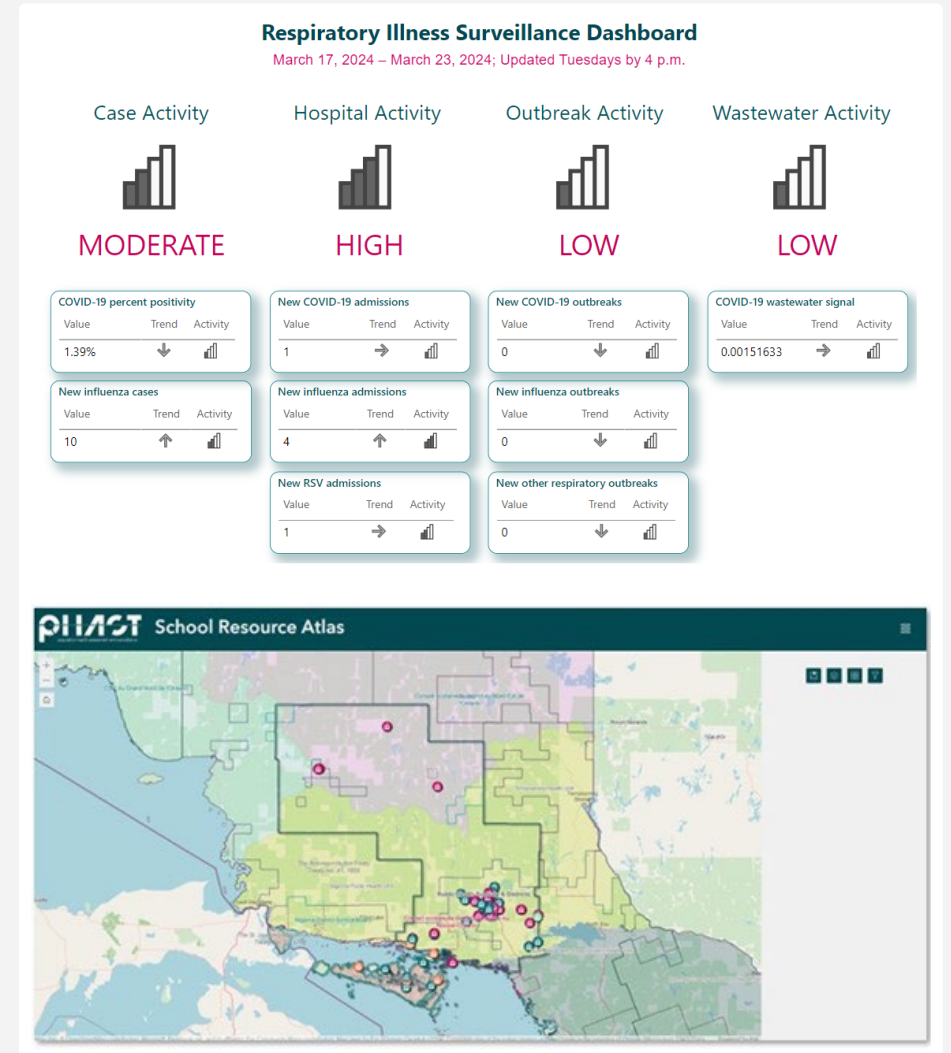 Respiratory Illness Surveillance Dashboard
March 17, 2024 – March 23, 2024; Updated Tuesdays by 4 p.m.
Case Activity
Hospital Activity
Outbreak Activity
Wastewater Activity
MODERATE
HIGH
LOW
LOW
COVID-19 percent positivity
Value Trend Activity
1.39%
New influenza cases
Value Trend Activity
10
New COVID-19 admissions
Value Trend Activity
1
New influenza admissions
Value Trend Activity
4
New RSV admissions
Value Trend Activity
1
New COVID-19 outbreaks
Value Trend Activity
0
New influenza outbreaks
Value Trend Activity
0
New other respiratory outbreaks
Value Trend Activity
0
COVID-19 wastewater signal
Value Trend Activity
0.00151633
PHAST School Resource Atlas